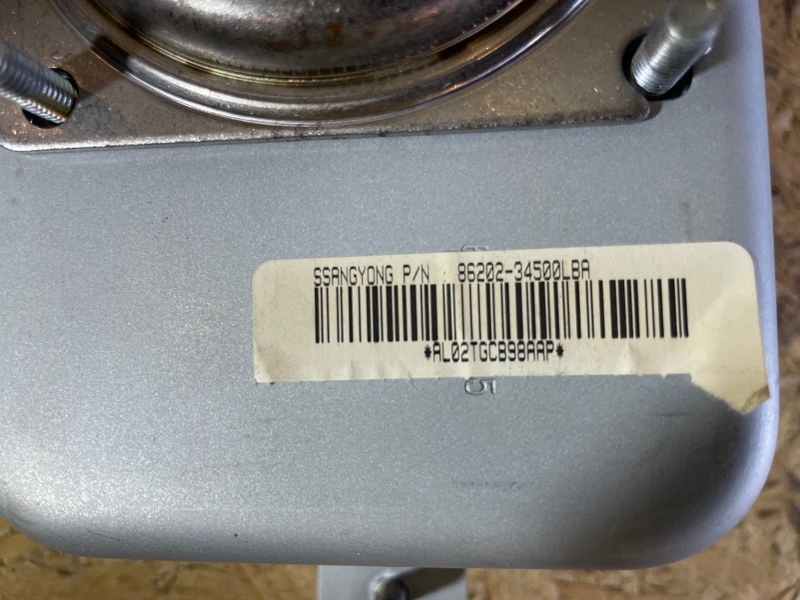 SSANGYONG P/N : 86202-34500LBA
*AL02TGCB98AAP*